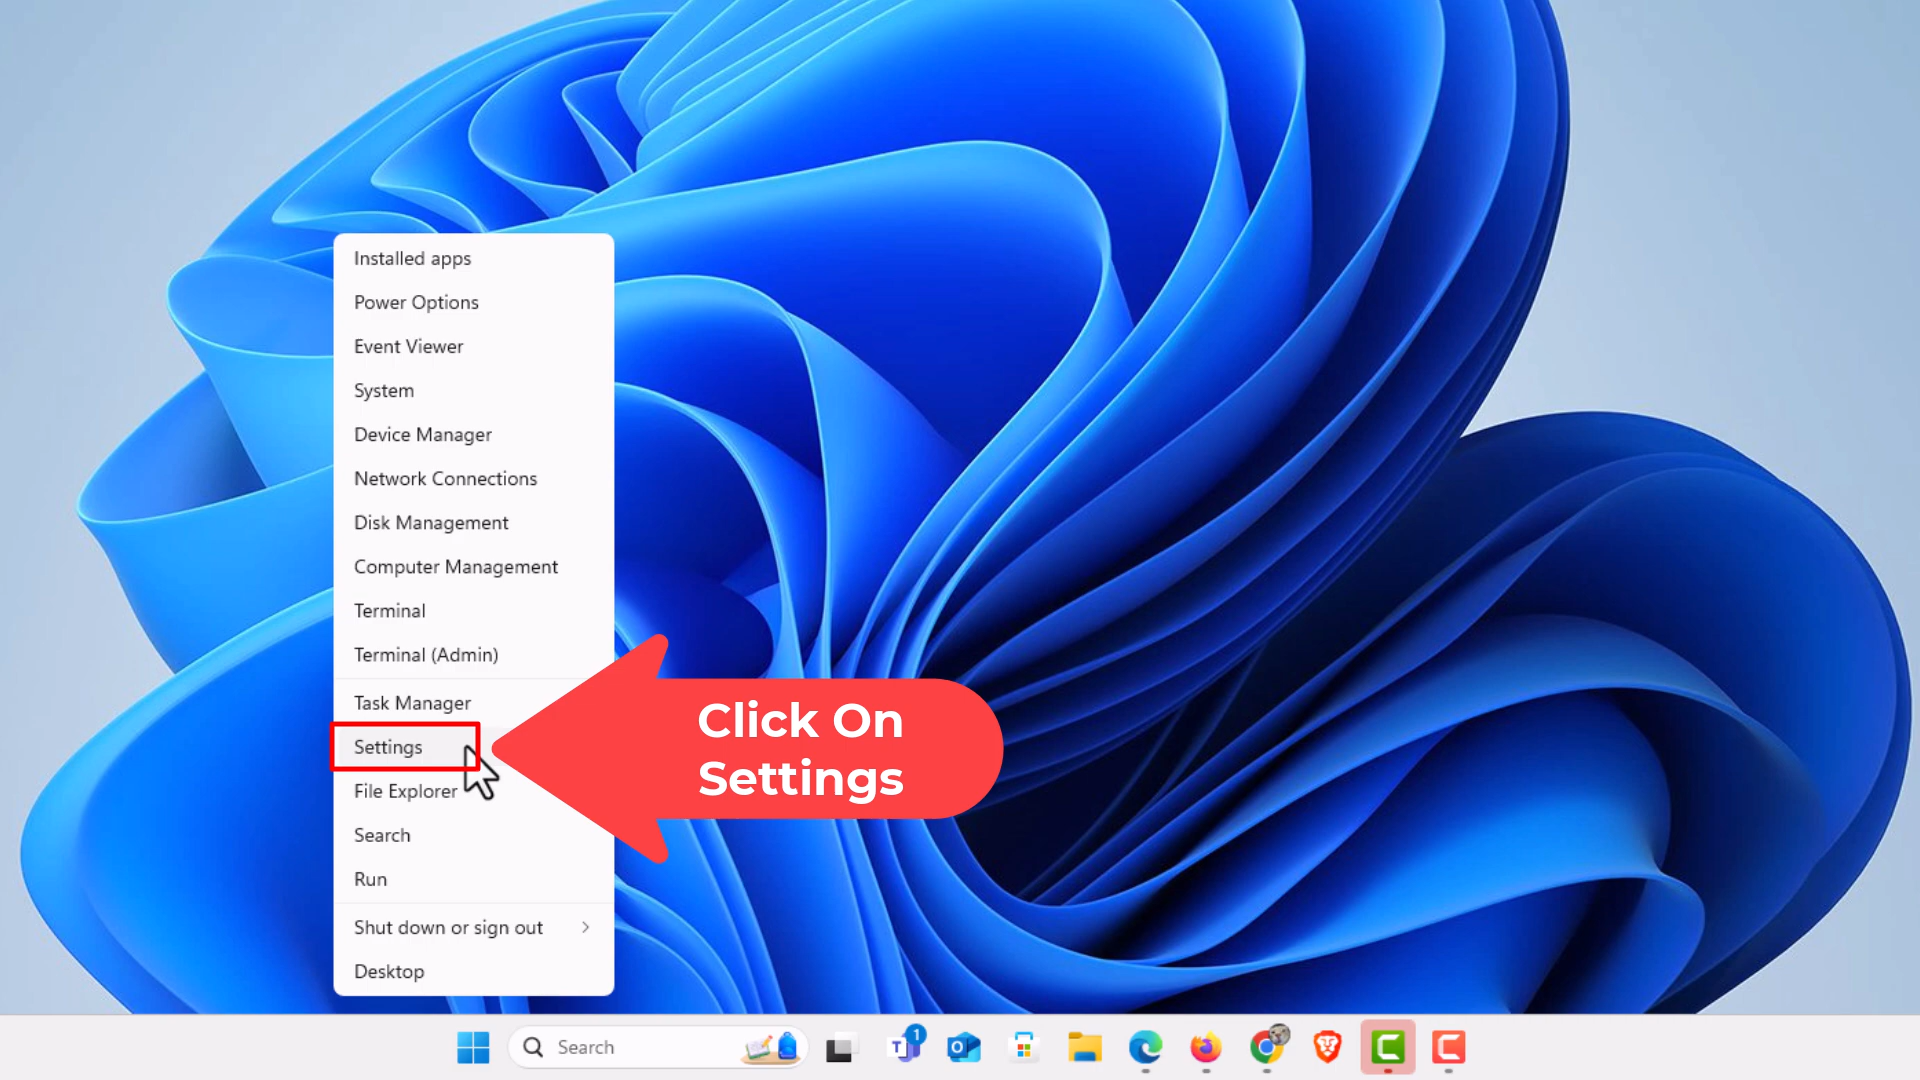 Installed apps
Power Options
Event Viewer
System
Device Manager
Network Connections
Disk Management
Computer Management
Terminal
Terminal (Admin)
Task Manager
Settings
File Explorer
Search
Run
Shut down or sign out
Desktop
Click On
Settings
Search
T
1
O